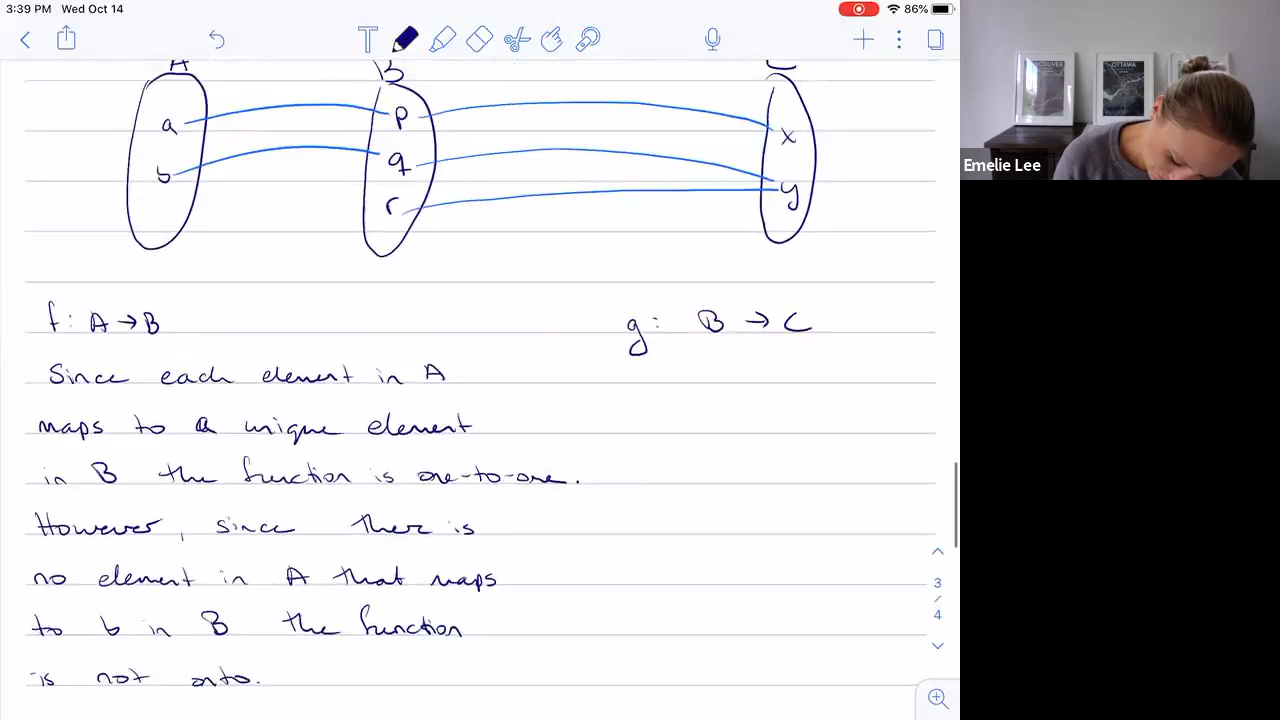 3:39 PM Wed Oct 14
86%
A B C
a p x
b q y
r
f: A → B
g: B → C
Since each element in A
maps to a unique element
in B the function is one-to-one.
However, since there is
no element in A that maps
to b in B the function
is not onto.
3
/
4
VANCOUVER
OTTAWA
Emelie Lee